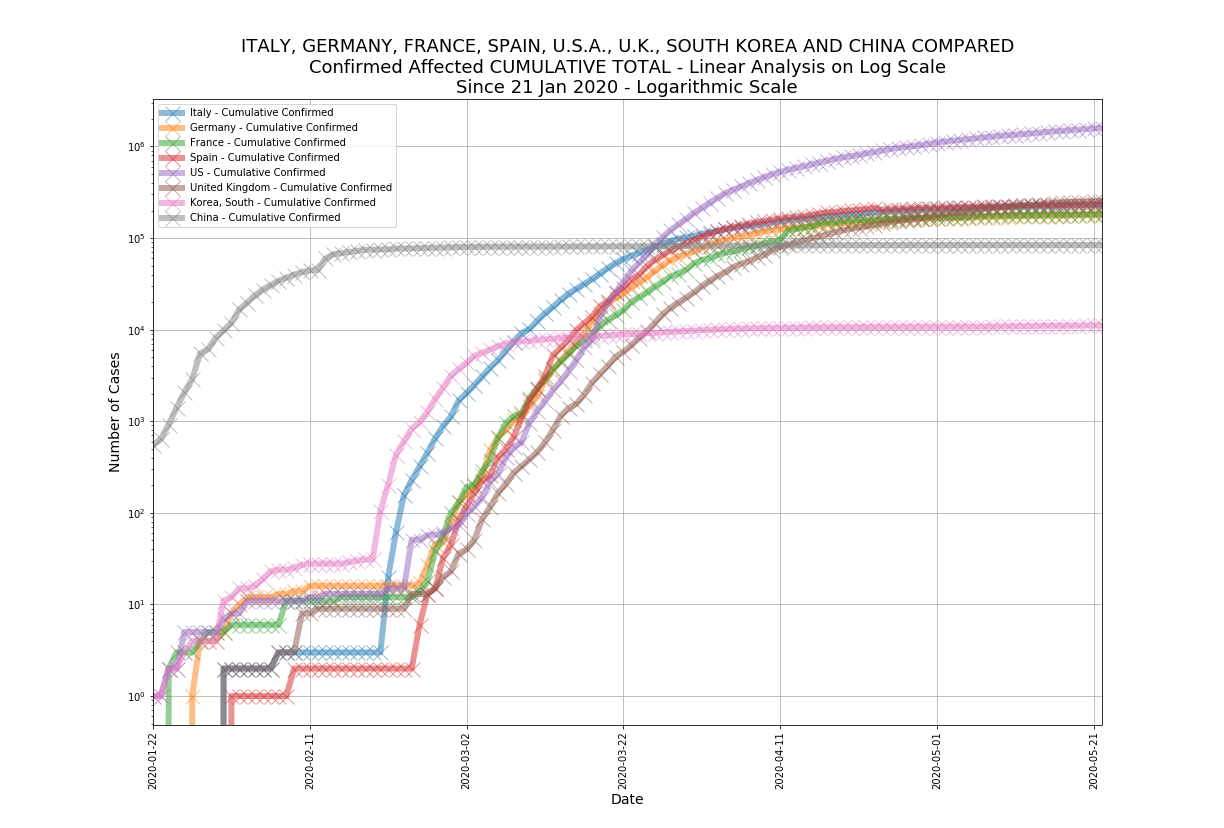 ITALY, GERMANY, FRANCE, SPAIN, U.S.A., U.K., SOUTH KOREA AND CHINA COMPARED
Confirmed Affected CUMULATIVE TOTAL - Linear Analysis on Log Scale
Since 21 Jan 2020 - Logarithmic Scale
Italy - Cumulative Confirmed
Germany - Cumulative Confirmed
France - Cumulative Confirmed
Spain - Cumulative Confirmed
US - Cumulative Confirmed
United Kingdom - Cumulative Confirmed
Korea, South - Cumulative Confirmed
China - Cumulative Confirmed
Number of Cases
10⁶
10⁵
10⁴
10³
10²
10¹
10⁰
2020-01-22
2020-02-11
2020-03-02
2020-03-22
2020-04-11
2020-05-01
2020-05-21
Date